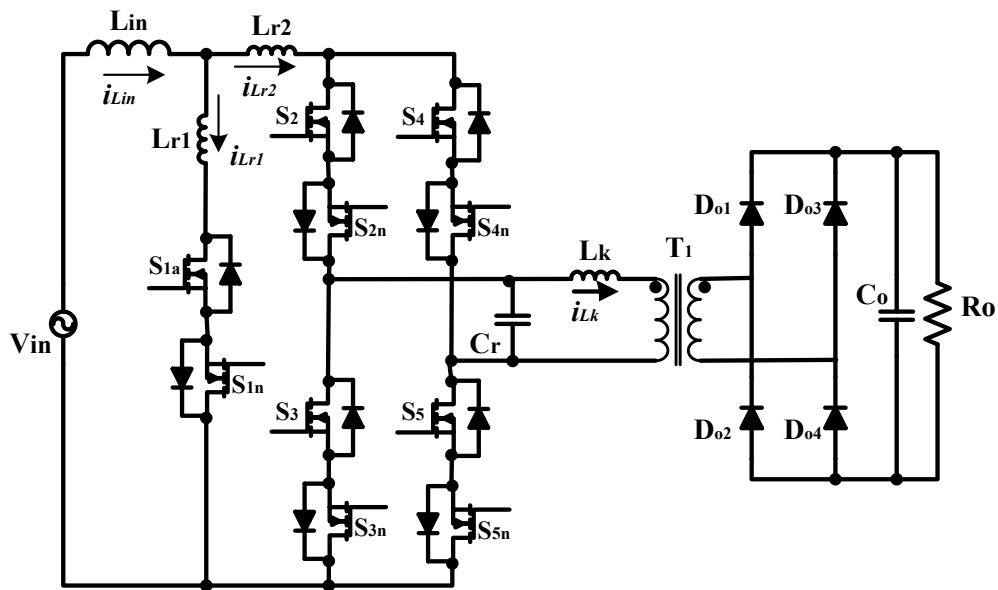 Lin
Lr2
iLin
iLr2
S2
S4
Lr1
iLr1
S2n
S4n
S1a
Do1
Do3
Lk
T1
iLk
Cr
Co
Ro
Vin
S1n
S3
S5
Do2
Do4
S3n
S5n